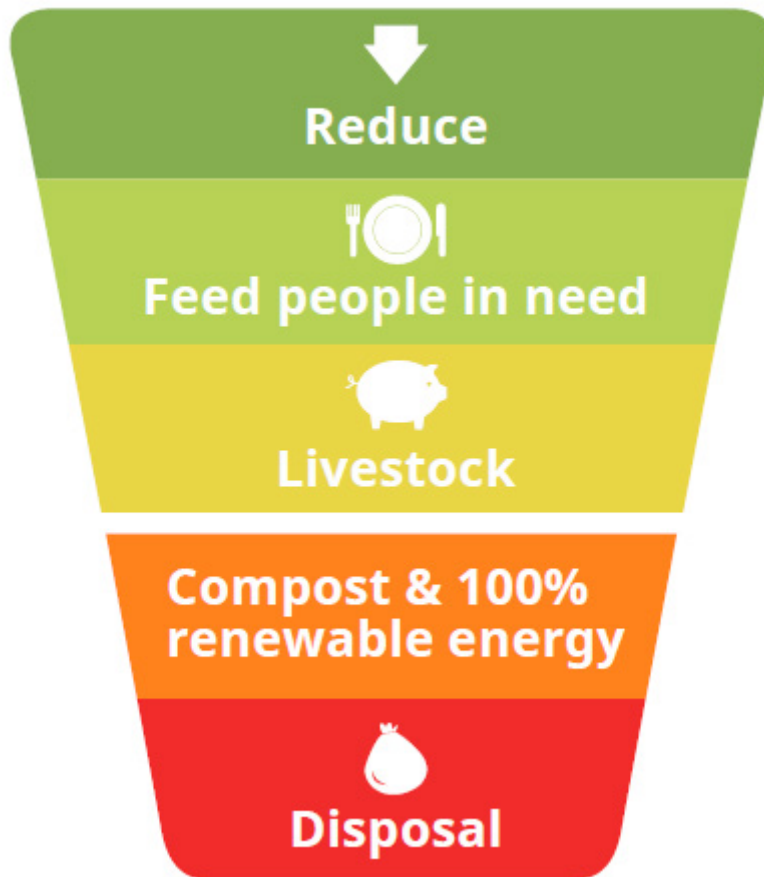 Reduce
Feed people in need
Livestock
Compost & 100%
renewable energy
Disposal